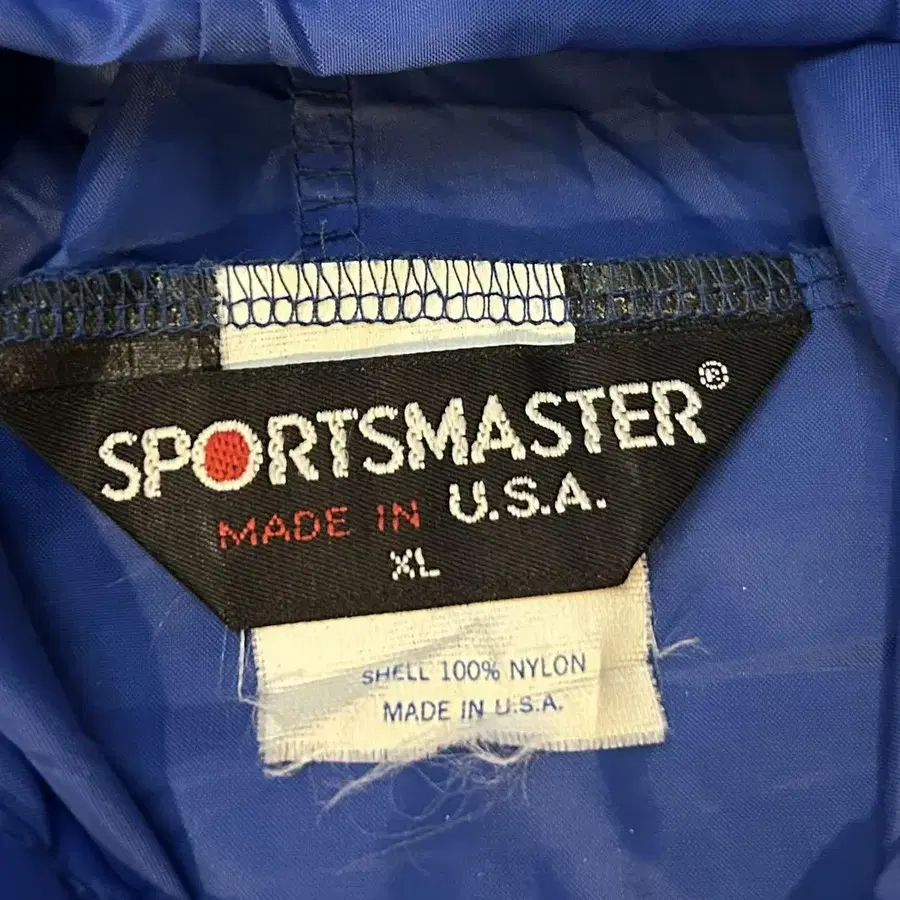 SPORTSMASTER®
MADE IN U.S.A.
XL
SHELL 100% NYLON
MADE IN U.S.A.